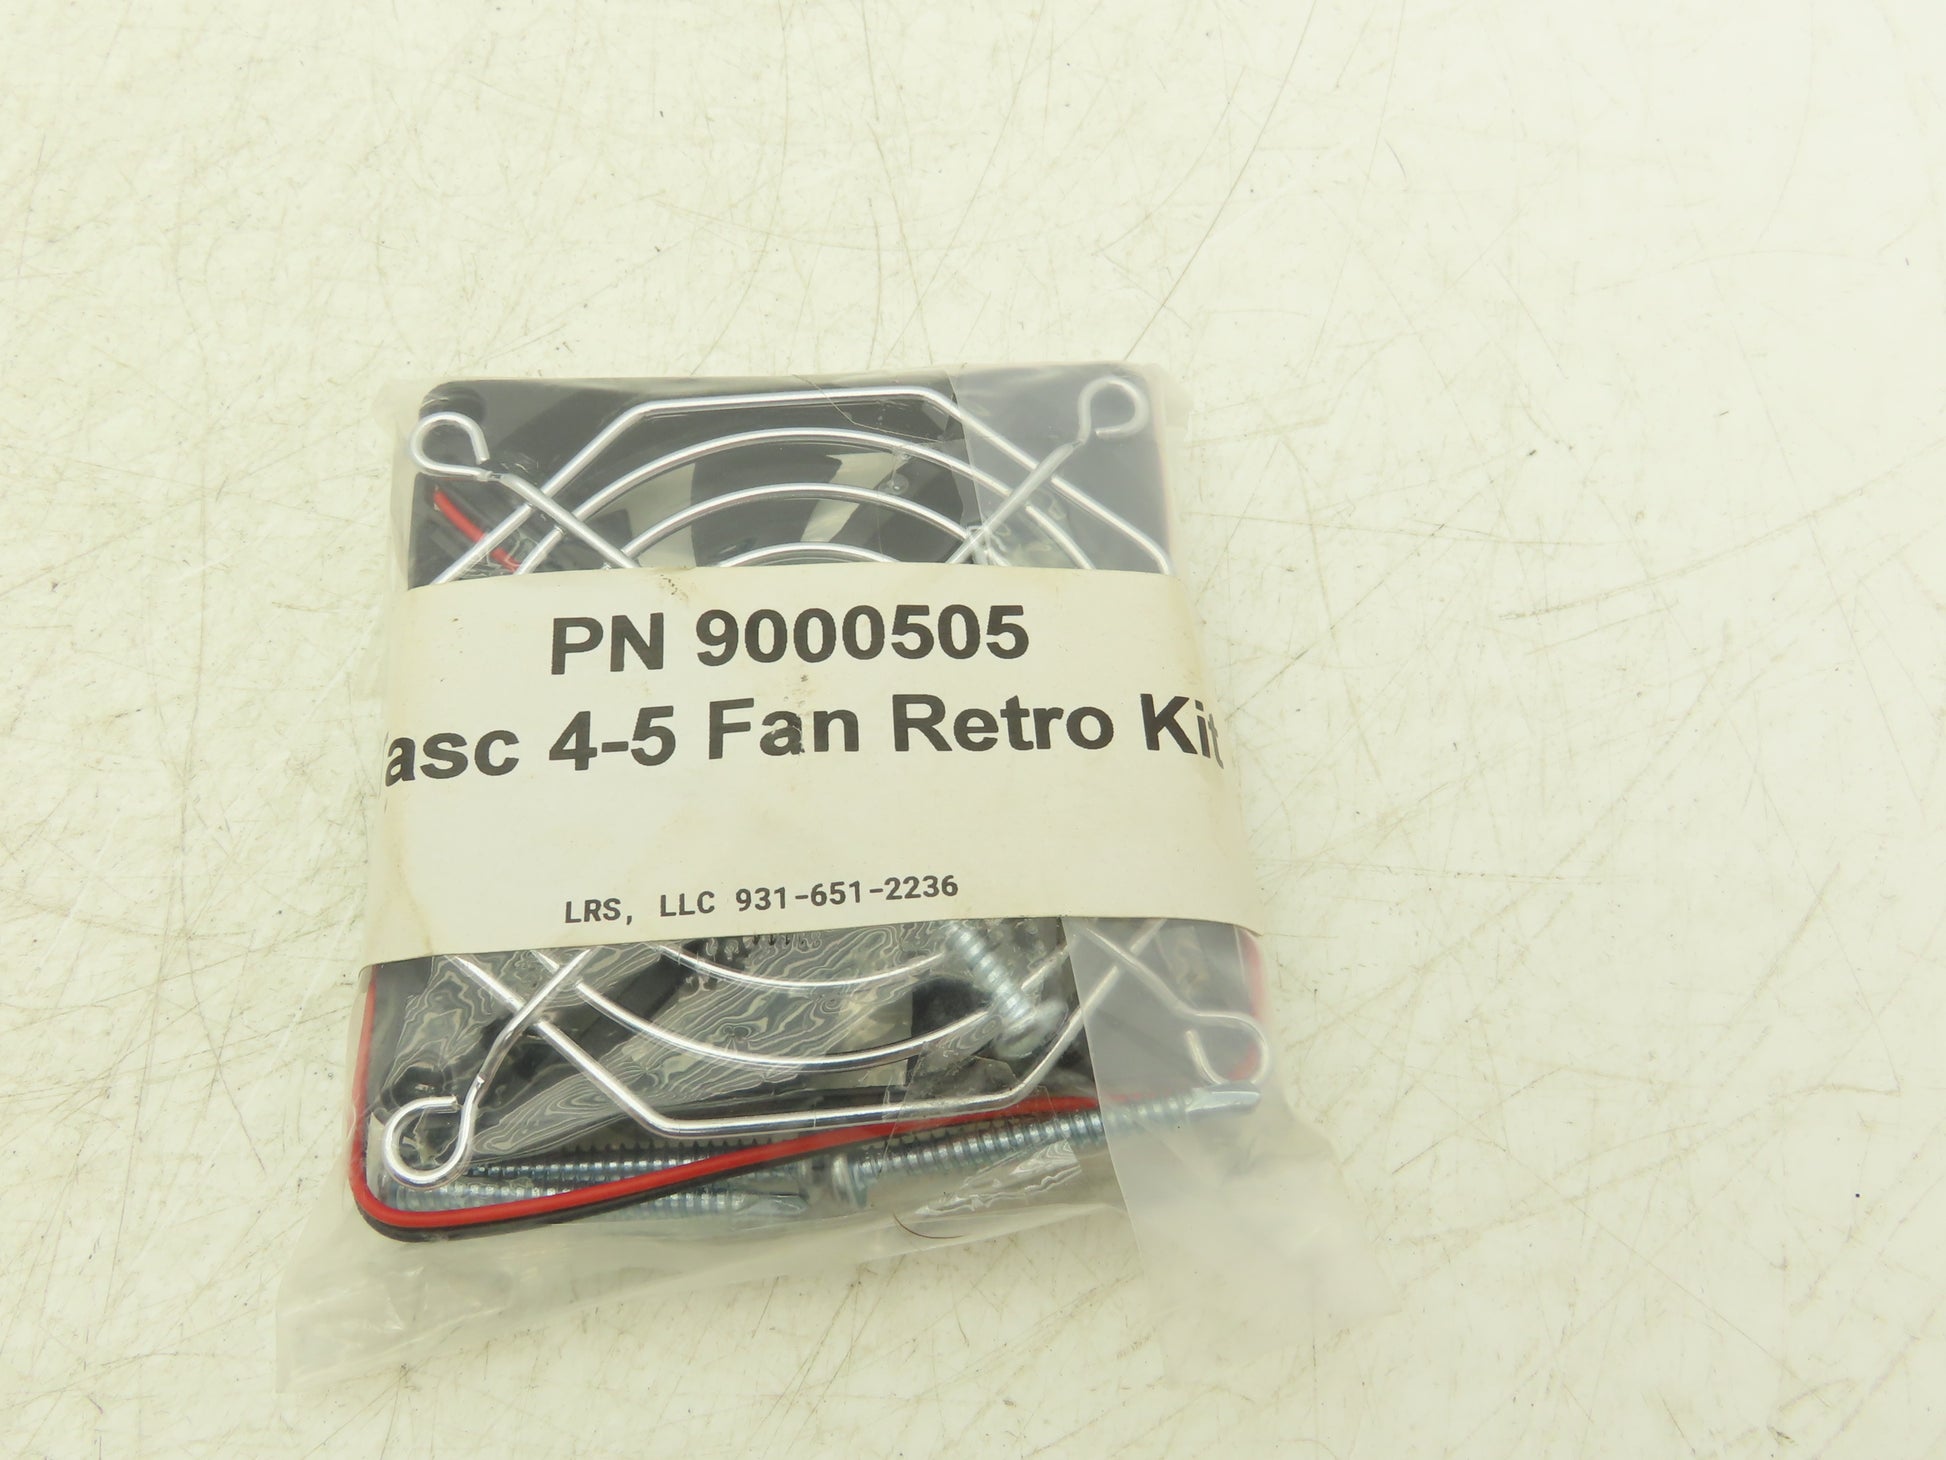 PN 9000505
asc 4-5 Fan Retro Kit
LRS, LLC 931-651-2236